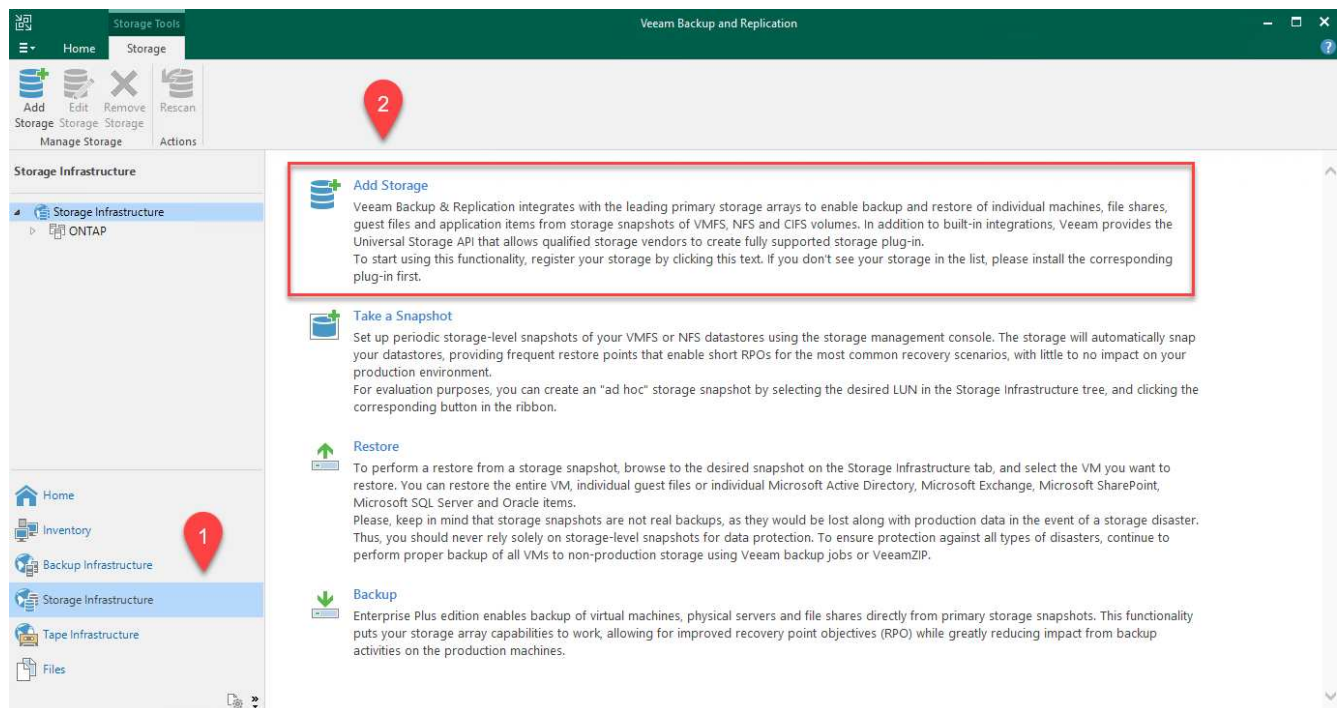 Storage Tools
Veeam Backup and Replication
Home
Storage
Add Storage
Edit Storage
Remove Storage
Rescan
Manage Storage
Actions
2
Storage Infrastructure
Storage Infrastructure
ONTAP
Add Storage
Veeam Backup & Replication integrates with the leading primary storage arrays to enable backup and restore of individual machines, file shares,
guest files and application items from storage snapshots of VMFS, NFS and CIFS volumes. In addition to built-in integrations, Veeam provides the
Universal Storage API that allows qualified storage vendors to create fully supported storage plug-in.
To start using this functionality, register your storage by clicking this text. If you don't see your storage in the list, please install the corresponding
plug-in first.
Take a Snapshot
Set up periodic storage-level snapshots of your VMFS or NFS datastores using the storage management console. The storage will automatically snap
your datastores, providing frequent restore points that enable short RPOs for the most common recovery scenarios, with little to no impact on your
production environment.
For evaluation purposes, you can create an "ad hoc" storage snapshot by selecting the desired LUN in the Storage Infrastructure tree, and clicking the
corresponding button in the ribbon.
Restore
To perform a restore from a storage snapshot, browse to the desired snapshot on the Storage Infrastructure tab, and select the VM you want to
restore. You can restore the entire VM, individual guest files or individual Microsoft Active Directory, Microsoft Exchange, Microsoft SharePoint,
Microsoft SQL Server and Oracle items.
Please, keep in mind that storage snapshots are not real backups, as they would be lost along with production data in the event of a storage disaster.
Thus, you should never rely solely on storage-level snapshots for data protection. To ensure protection against all types of disasters, continue to
perform proper backup of all VMs to non-production storage using Veeam backup jobs or VeeamZIP.
Backup
Enterprise Plus edition enables backup of virtual machines, physical servers and file shares directly from primary storage snapshots. This functionality
puts your storage array capabilities to work, allowing for improved recovery point objectives (RPO) while greatly reducing impact from backup
activities on the production machines.
Home
Inventory
1
Backup Infrastructure
Storage Infrastructure
Tape Infrastructure
Files